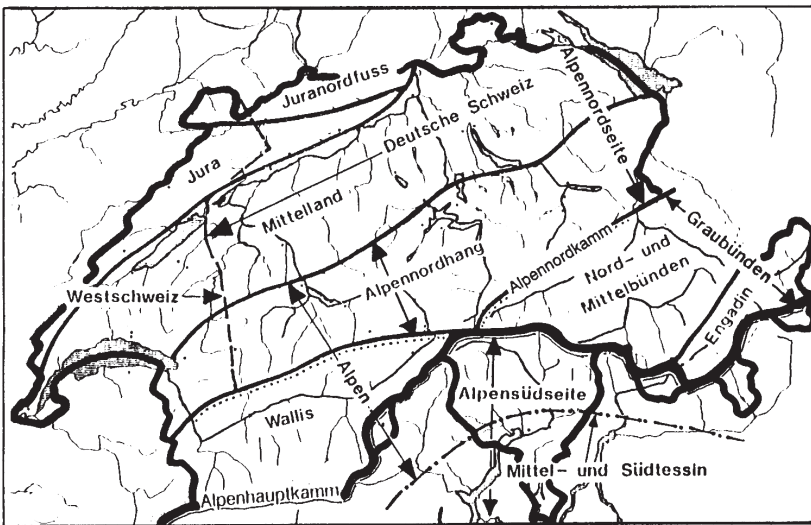 Juranordfuss
Alpennordseite
Deutsche Schweiz
Jura
Mittelland
Graubünden
Alpennordkamm
Nord- und
Mittelbünden
Alpennordhang
Westschweiz
Engadin
Alpen
Alpensüdseite
Wallis
Mittel- und Südtessin
Alpenhauptkamm